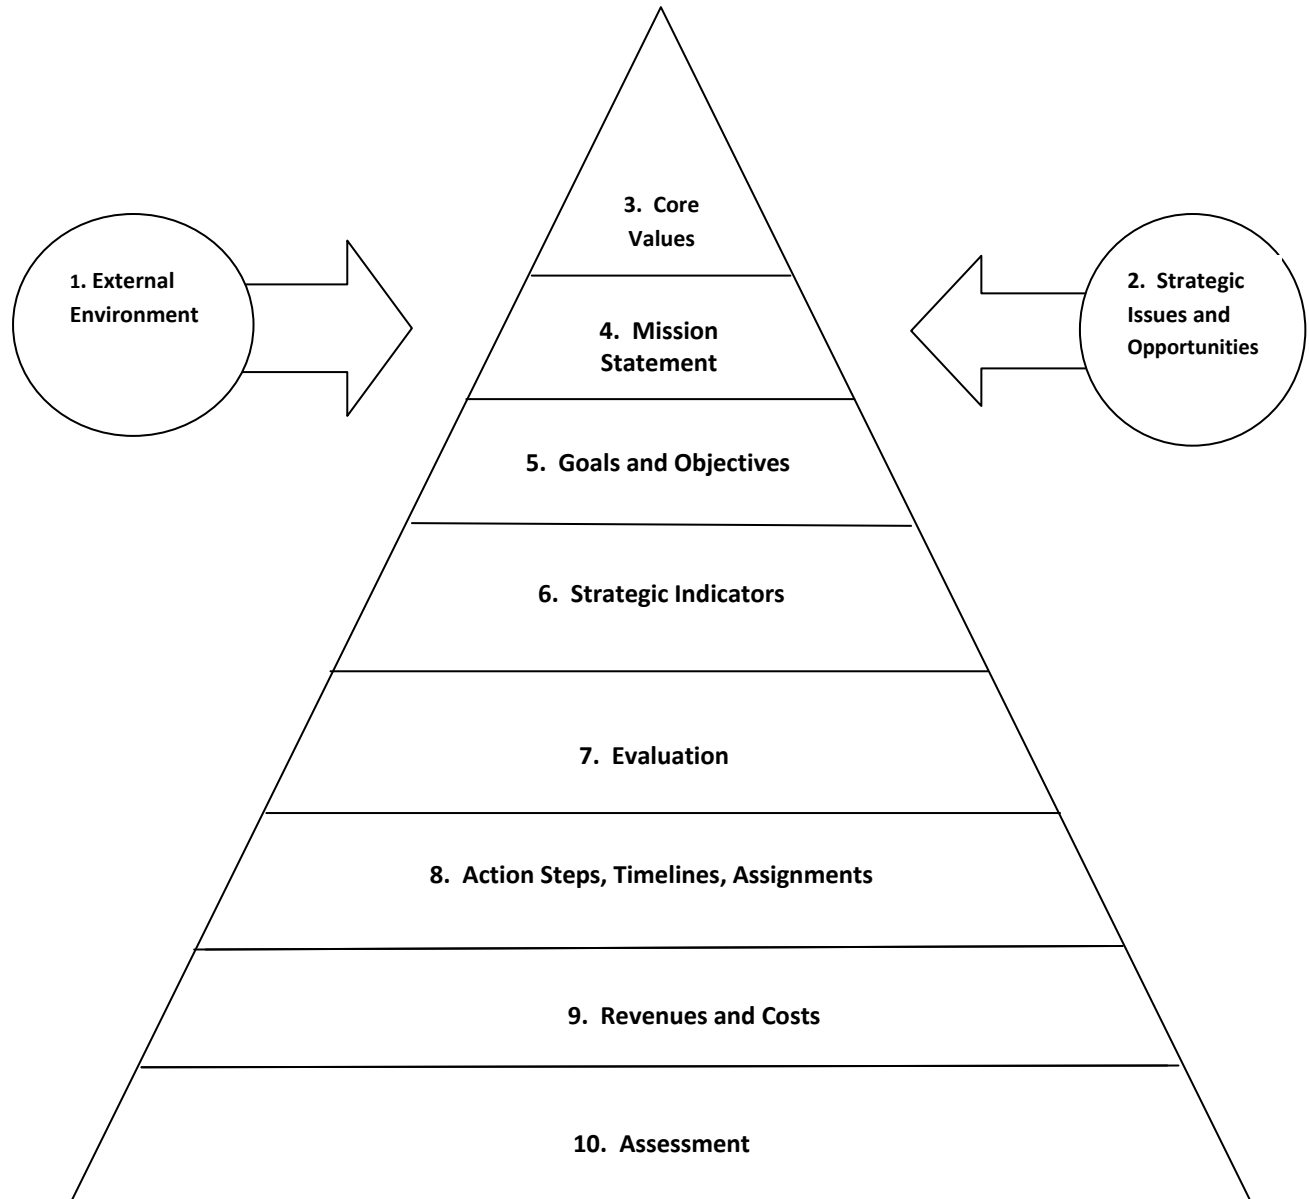 3. Core
Values
1. External
Environment
2. Strategic
Issues and
Opportunities
4. Mission
Statement
5. Goals and Objectives
6. Strategic Indicators
7. Evaluation
8. Action Steps, Timelines, Assignments
9. Revenues and Costs
10. Assessment